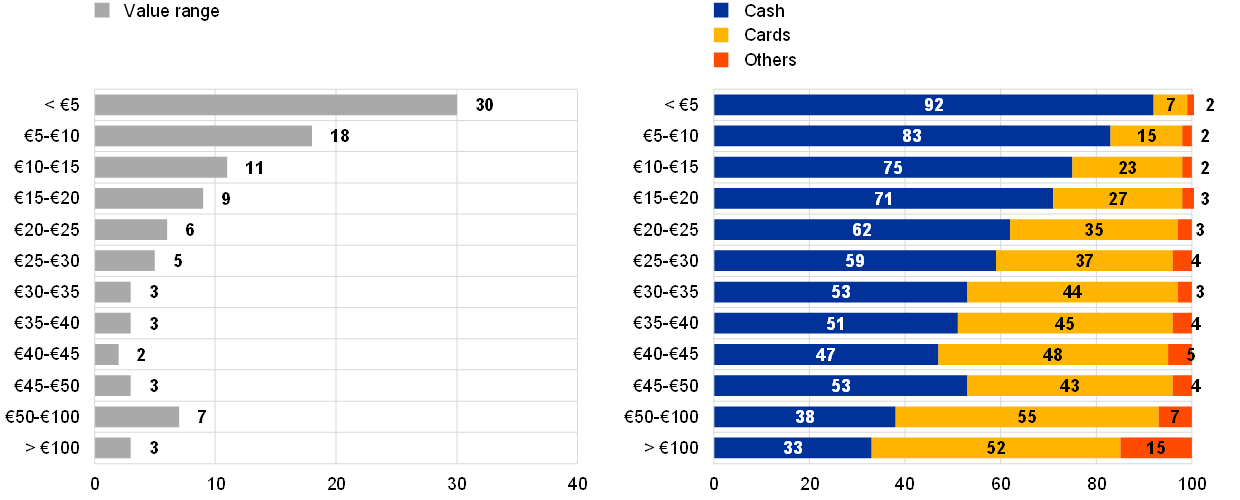 Value range
< €5 30
€5-€10 18
€10-€15 11
€15-€20 9
€20-€25 6
€25-€30 5
€30-€35 3
€35-€40 3
€40-€45 2
€45-€50 3
€50-€100 7
> €100 3
0 10 20 30 40
Cash
Cards
Others
< €5 92 7 2
€5-€10 83 15 2
€10-€15 75 23 2
€15-€20 71 27 3
€20-€25 62 35 3
€25-€30 59 37 4
€30-€35 53 44 3
€35-€40 51 45 4
€40-€45 47 48 5
€45-€50 53 43 4
€50-€100 38 55 7
> €100 33 52 15
0 20 40 60 80 100